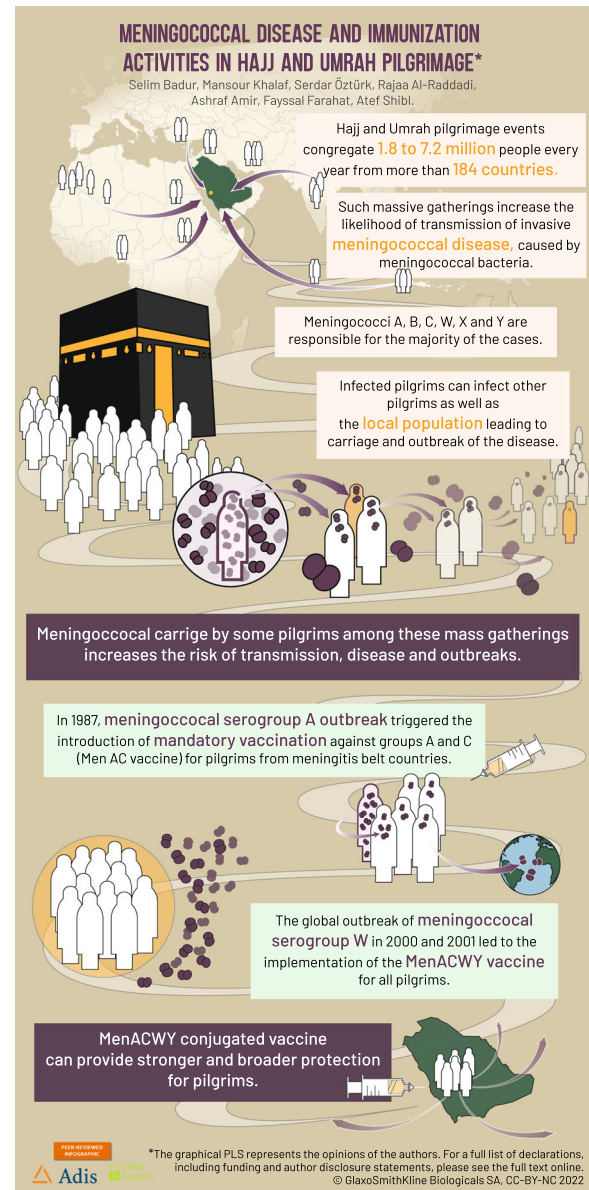 MENINGOCOCCAL DISEASE AND IMMUNIZATION
ACTIVITIES IN HAJJ AND UMRAH PILGRIMAGE*
Selim Badur, Mansour Khalaf, Serdar Öztürk, Rajaa Al-Raddadi,
Ashraf Amir, Fayssal Farahat, Atef Shibl.
Hajj and Umrah pilgrimage events
congregate 1.8 to 7.2 million people every
year from more than 184 countries.
Such massive gatherings increase the
likelihood of transmission of invasive
meningococcal disease, caused by
meningococcal bacteria.
Meningococci A, B, C, W, X and Y are
responsible for the majority of the cases.
Infected pilgrims can infect other
pilgrims as well as
the local population leading to
carriage and outbreak of the disease.
Meningoccocal carrige by some pilgrims among these mass gatherings
increases the risk of transmission, disease and outbreaks.
In 1987, meningoccocal serogroup A outbreak triggered the
introduction of mandatory vaccination against groups A and C
(Men AC vaccine) for pilgrims from meningitis belt countries.
The global outbreak of meningoccocal
serogroup W in 2000 and 2001 led to the
implementation of the MenACWY vaccine
for all pilgrims.
MenACWY conjugated vaccine
can provide stronger and broader protection
for pilgrims.
PEER-REVIEWED
INFOGRAPHIC
Adis
open
access
*The graphical PLS represents the opinions of the authors. For a full list of declarations,
including funding and author disclosure statements, please see the full text online.
© GlaxoSmithKline Biologicals SA, CC-BY-NC 2022